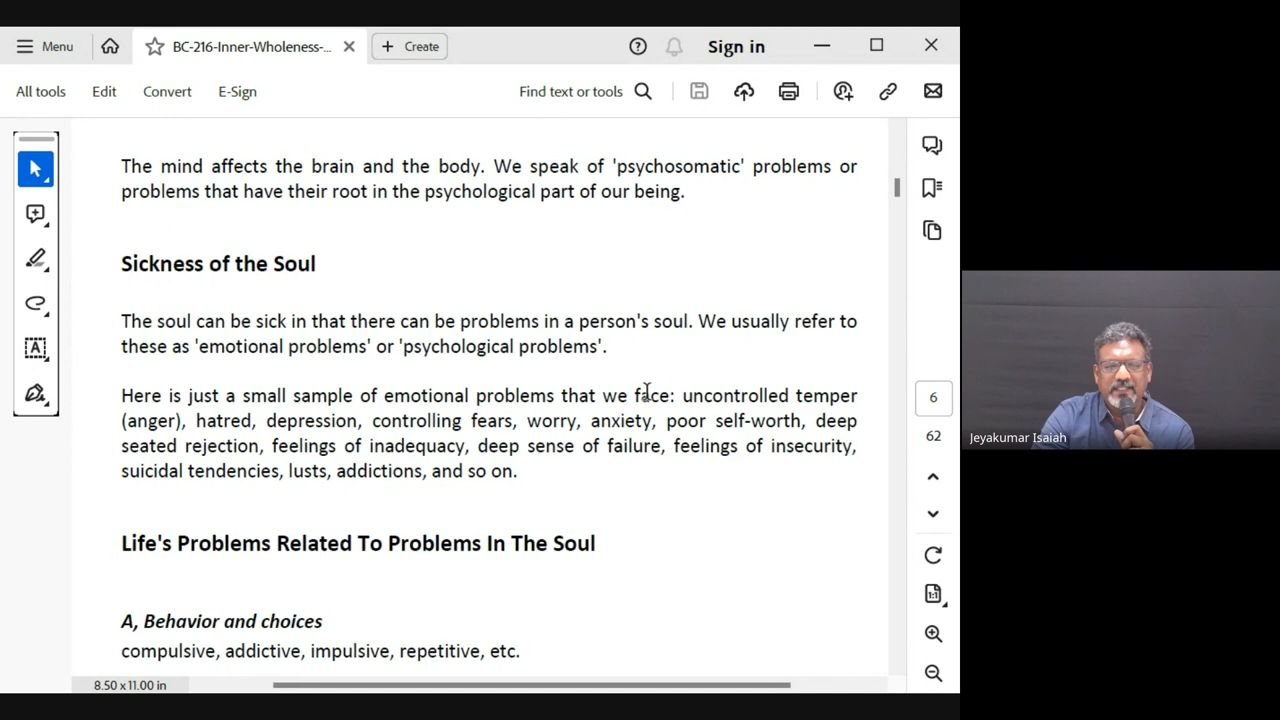 Menu
BC-216-Inner-Wholeness-...
Create
Sign in
All tools
Edit
Convert
E-Sign
Find text or tools
The mind affects the brain and the body. We speak of 'psychosomatic' problems or
problems that have their root in the psychological part of our being.
Sickness of the Soul
The soul can be sick in that there can be problems in a person's soul. We usually refer to
these as 'emotional problems' or 'psychological problems'.
Here is just a small sample of emotional problems that we face: uncontrolled temper
(anger), hatred, depression, controlling fears, worry, anxiety, poor self-worth, deep
seated rejection, feelings of inadequacy, deep sense of failure, feelings of insecurity,
suicidal tendencies, lusts, addictions, and so on.
Life's Problems Related To Problems In The Soul
A, Behavior and choices
compulsive, addictive, impulsive, repetitive, etc.
8.50 x 11.00 in
6
62
1:1
Jeyakumar Isaiah